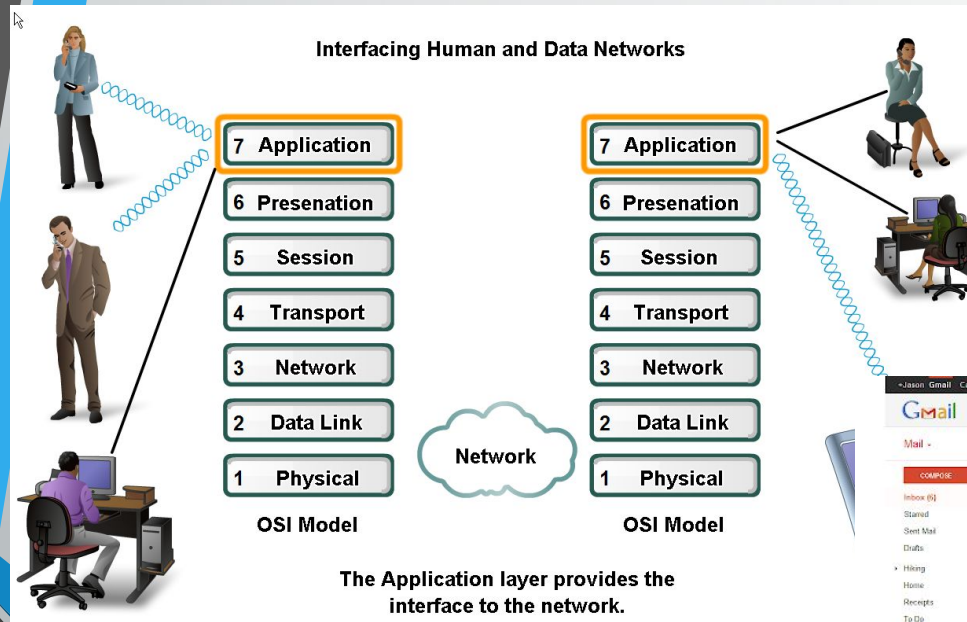 Interfacing Human and Data Networks
7 Application
6 Presenation
5 Session
4 Transport
3 Network
2 Data Link
1 Physical
OSI Model
Network
7 Application
6 Presenation
5 Session
4 Transport
3 Network
2 Data Link
1 Physical
OSI Model
The Application layer provides the
interface to the network.
+Jason Gmail
GMail
Mail
COMPOSE
Inbox (6)
Starred
Sent Mail
Drafts
Hiking
Home
Receipts
To Do